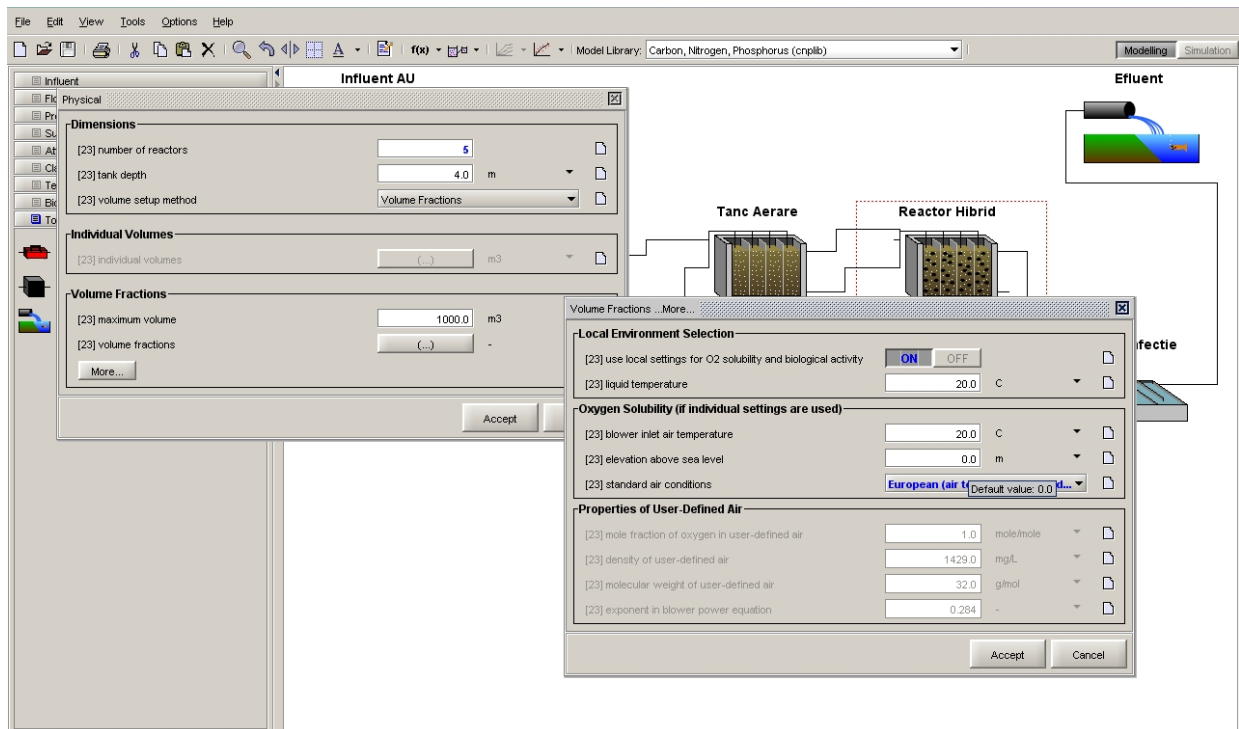 File Edit View Tools Options Help
f(x) Model Library: Carbon, Nitrogen, Phosphorus (cnplib) Modelling Simulation
Influent
Influent AU
Efluent
Tanc Aerare
Reactor Hibrid
Physical
Dimensions
[23] number of reactors 5
[23] tank depth 4.0 m
[23] volume setup method Volume Fractions
Individual Volumes
[23] individual volumes (...) m3
Volume Fractions
[23] maximum volume 1000.0 m3
[23] volume fractions (...) -
More...
Accept
Volume Fractions ...More...
Local Environment Selection
[23] use local settings for O2 solubility and biological activity ON OFF
[23] liquid temperature 20.0 C
Oxygen Solubility (if individual settings are used)
[23] blower inlet air temperature 20.0 C
[23] elevation above sea level 0.0 m
[23] standard air conditions European (air
Default value: 0.0
Properties of User-Defined Air
[23] mole fraction of oxygen in user-defined air 1.0 mole/mole
[23] density of user-defined air 1429.0 mg/L
[23] molecular weight of user-defined air 32.0 g/mol
[23] exponent in blower power equation 0.284 -
Accept Cancel